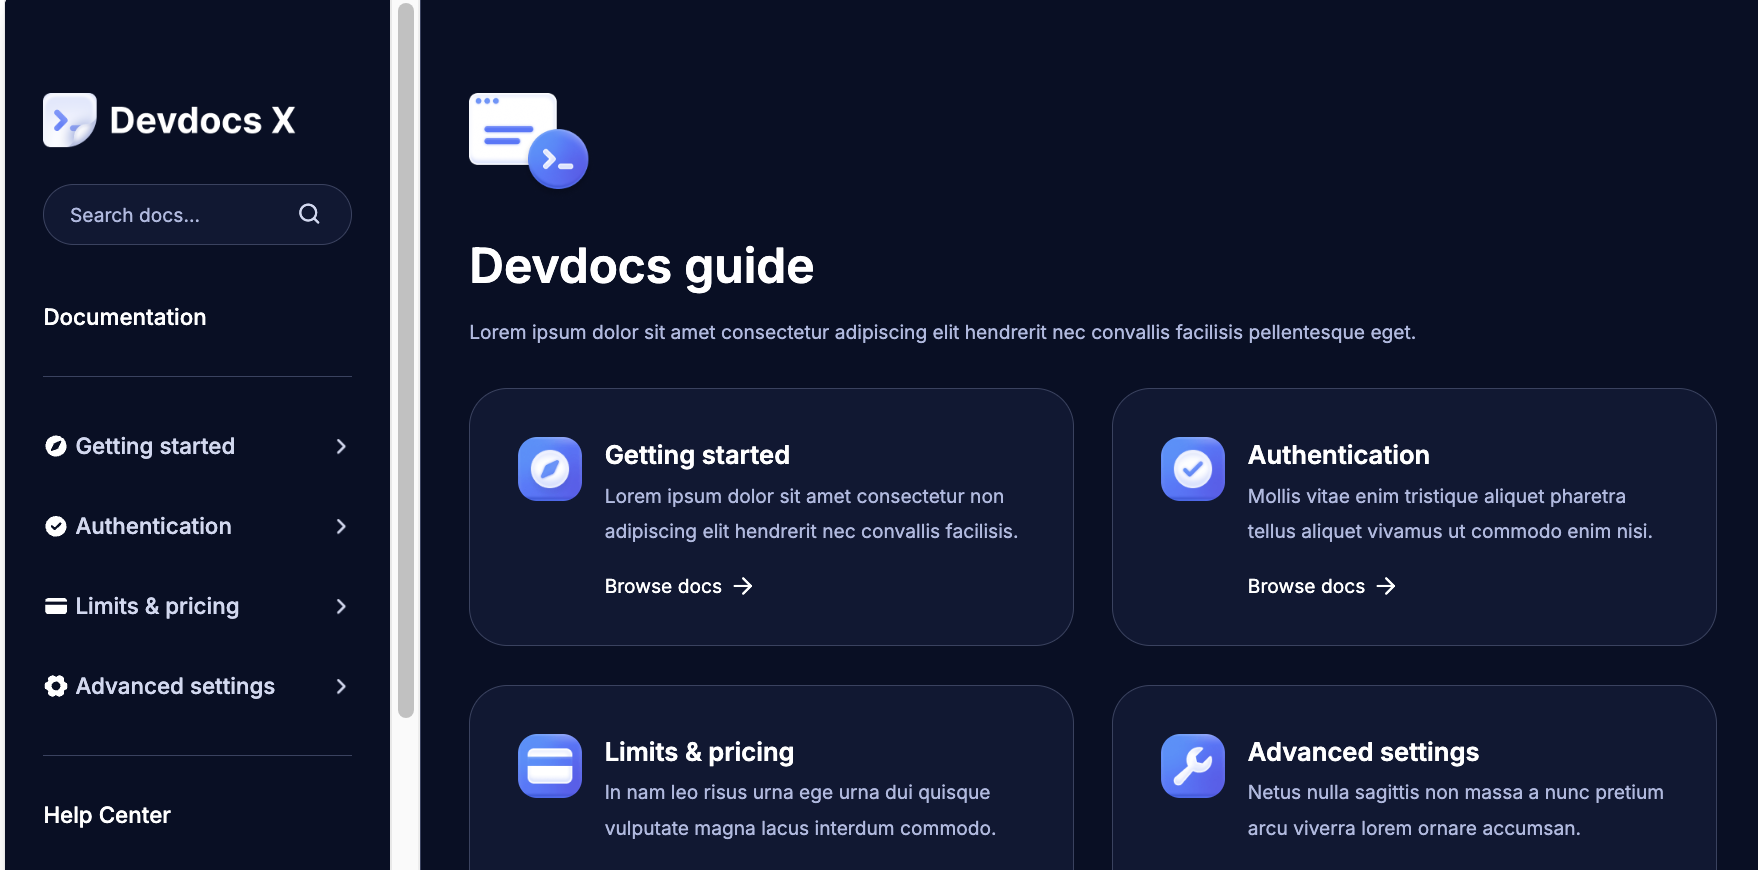 Devdocs X
Search docs...
Documentation
Getting started
Authentication
Limits & pricing
Advanced settings
Help Center
Devdocs guide
Lorem ipsum dolor sit amet consectetur adipiscing elit hendrerit nec convallis facilisis pellentesque eget.
Getting started
Lorem ipsum dolor sit amet consectetur non
adipiscing elit hendrerit nec convallis facilisis.
Browse docs
Authentication
Mollis vitae enim tristique aliquet pharetra
tellus aliquet vivamus ut commodo enim nisi.
Browse docs
Limits & pricing
In nam leo risus urna ege urna dui quisque
vulputate magna lacus interdum commodo.
Advanced settings
Netus nulla sagittis non massa a nunc pretium
arcu viverra lorem ornare accumsan.